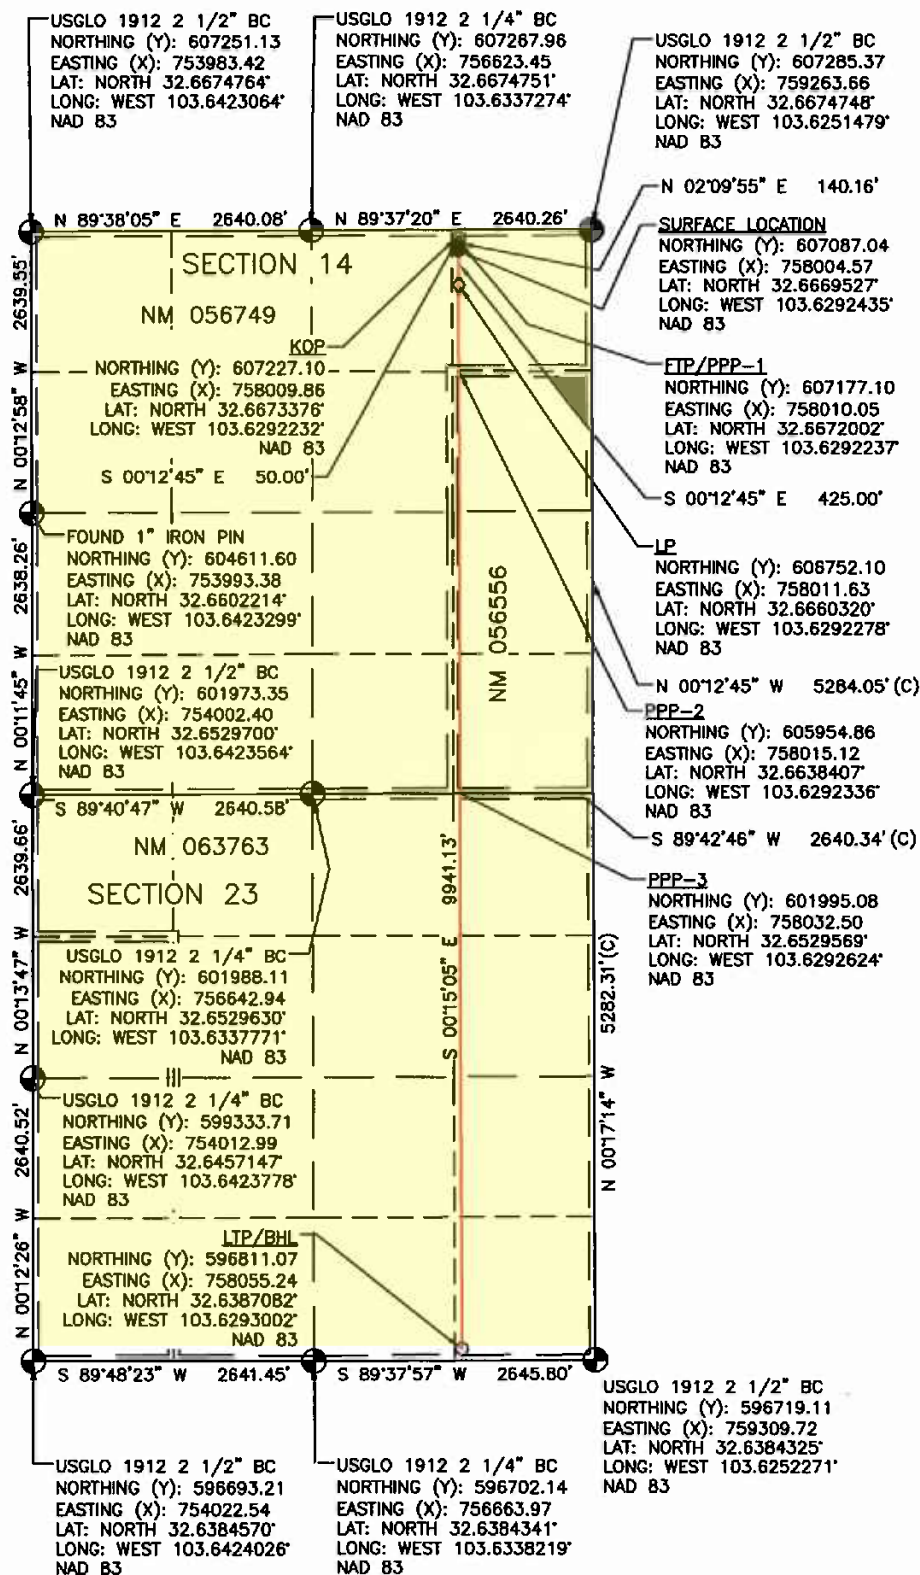 USGLO 1912 2 1/2" BC
NORTHING (Y): 607251.13
EASTING (X): 753983.42
LAT: NORTH 32.6674764°
LONG: WEST 103.6423064°
NAD 83
USGLO 1912 2 1/4" BC
NORTHING (Y): 607267.96
EASTING (X): 756623.45
LAT: NORTH 32.6674751°
LONG: WEST 103.6337274°
NAD 83
USGLO 1912 2 1/2" BC
NORTHING (Y): 607285.37
EASTING (X): 759263.66
LAT: NORTH 32.6674748°
LONG: WEST 103.6251479°
NAD 83
N 02°09'55" E 140.16'
SURFACE LOCATION
NORTHING (Y): 607087.04
EASTING (X): 758004.57
LAT: NORTH 32.6669527°
LONG: WEST 103.6292435°
NAD 83
N 89°38'05" E 2640.08'
N 89°37'20" E 2640.26'
SECTION 14
NM 056749
KOP
NORTHING (Y): 607227.10
EASTING (X): 758009.86
LAT: NORTH 32.6673376°
LONG: WEST 103.6292232°
NAD 83
S 00°12'45" E 50.00'
FTP/PPP-1
NORTHING (Y): 607177.10
EASTING (X): 758010.05
LAT: NORTH 32.6672002°
LONG: WEST 103.6292237°
NAD 83
S 00°12'45" E 425.00'
N 00°12'58" W 2639.55'
FOUND 1" IRON PIN
NORTHING (Y): 604611.60
EASTING (X): 753993.38
LAT: NORTH 32.6602214°
LONG: WEST 103.6423299°
NAD 83
LP
NORTHING (Y): 606752.10
EASTING (X): 758011.63
LAT: NORTH 32.6660320°
LONG: WEST 103.6292278°
NAD 83
NM 056556
N 00°11'45" W 2638.26'
USGLO 1912 2 1/2" BC
NORTHING (Y): 601973.35
EASTING (X): 754002.40
LAT: NORTH 32.6529700°
LONG: WEST 103.6423564°
NAD 83
N 00°12'45" W 5284.05' (C)
PPP-2
NORTHING (Y): 605954.86
EASTING (X): 758015.12
LAT: NORTH 32.6638407°
LONG: WEST 103.6292336°
NAD 83
S 89°40'47" W 2640.58'
S 89°42'46" W 2640.34' (C)
NM 063763
SECTION 23
PPP-3
NORTHING (Y): 601995.08
EASTING (X): 758032.50
LAT: NORTH 32.6529569°
LONG: WEST 103.6292624°
NAD 83
N 00°13'47" W 2639.66'
USGLO 1912 2 1/4" BC
NORTHING (Y): 601988.11
EASTING (X): 756642.94
LAT: NORTH 32.6529630°
LONG: WEST 103.6337771°
NAD 83
S 00°15'05" E 9941.13'
N 00°17'14" W 5282.31' (C)
USGLO 1912 2 1/4" BC
NORTHING (Y): 599333.71
EASTING (X): 754012.99
LAT: NORTH 32.6457147°
LONG: WEST 103.6423778°
NAD 83
N 00°12'26" W 2640.52'
LTP/BHL
NORTHING (Y): 596811.07
EASTING (X): 758055.24
LAT: NORTH 32.6387082°
LONG: WEST 103.6293002°
NAD 83
S 89°48'23" W 2641.45'
S 89°37'57" W 2645.80'
USGLO 1912 2 1/2" BC
NORTHING (Y): 596719.11
EASTING (X): 759309.72
LAT: NORTH 32.6384325°
LONG: WEST 103.6252271°
NAD 83
USGLO 1912 2 1/2" BC
NORTHING (Y): 596693.21
EASTING (X): 754022.54
LAT: NORTH 32.6384570°
LONG: WEST 103.6424026°
NAD 83
USGLO 1912 2 1/4" BC
NORTHING (Y): 596702.14
EASTING (X): 756663.97
LAT: NORTH 32.6384341°
LONG: WEST 103.6338219°
NAD 83